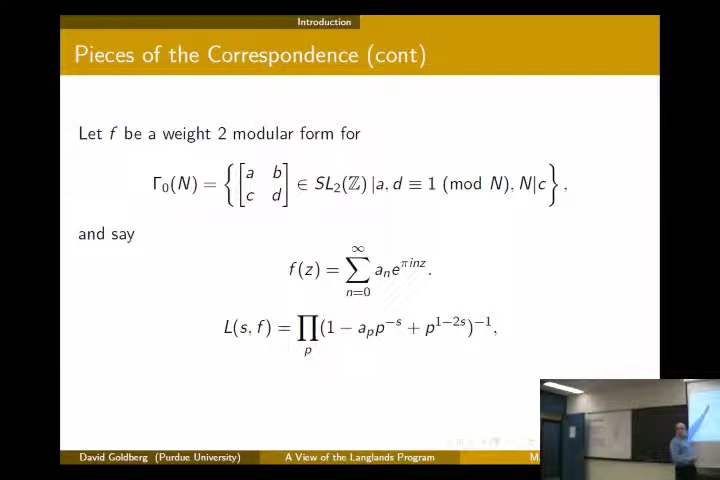 Introduction
Pieces of the Correspondence (cont)
Let f be a weight 2 modular form for
Γ₀(N) = { [ a b ; c d ] ∈ SL₂(ℤ) | a, d ≡ 1 (mod N), N|c } ,
and say
f(z) = ∑_{n=0}^{∞} a_n e^{πinz}.
L(s, f) = ∏_p (1 − a_p p^{−s} + p^{1−2s})^{−1},
David Goldberg (Purdue University) A View of the Langlands Program